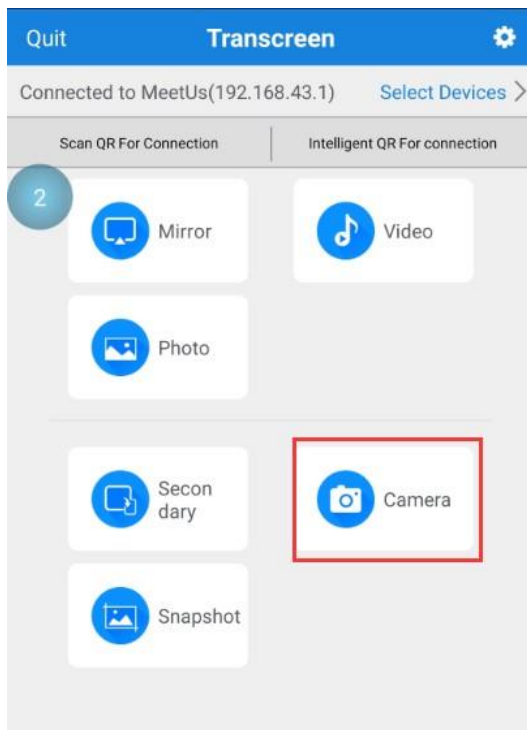 Quit Transcreen
Connected to MeetUs(192.168.43.1) Select Devices >
Scan QR For Connection Intelligent QR For connection
2
Mirror Video
Photo
Secon
dary
Camera
Snapshot